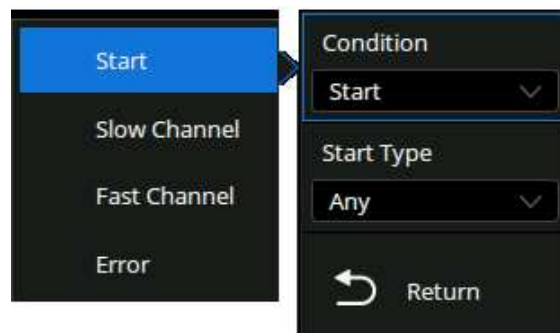 Start
Slow Channel
Fast Channel
Error
Condition
Start
Start Type
Any
Return